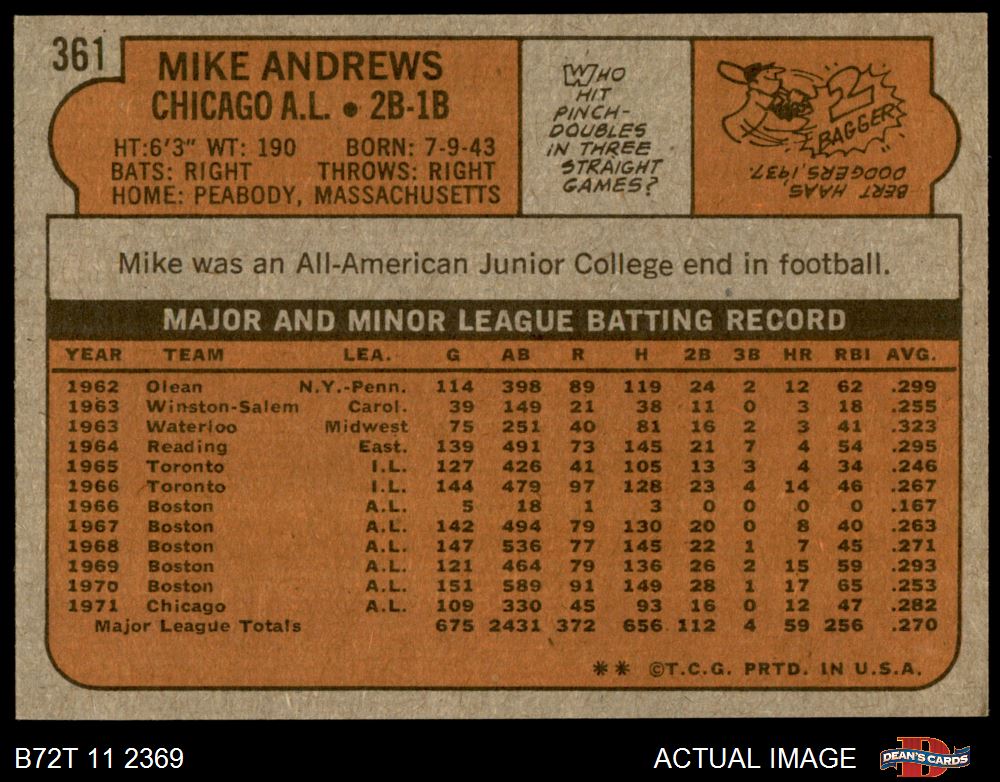 361
MIKE ANDREWS
CHICAGO A.L. • 2B-1B
HT: 6'3" WT: 190 BORN: 7-9-43
BATS: RIGHT THROWS: RIGHT
HOME: PEABODY, MASSACHUSETTS
WHO
HIT
PINCH-
DOUBLES
IN THREE
STRAIGHT
GAMES?
2
BAGGER
BERT HAAS
DODGERS, 1937.
Mike was an All-American Junior College end in football.
MAJOR AND MINOR LEAGUE BATTING RECORD
YEAR TEAM LEA. G AB R H 2B 3B HR RBI AVG.
1962 Olean N.Y.-Penn. 114 398 89 119 24 2 12 62 .299
1963 Winston-Salem Carol. 39 149 21 38 11 0 3 18 .255
1963 Waterloo Midwest 75 251 40 81 16 2 3 41 .323
1964 Reading East. 139 491 73 145 21 7 4 54 .295
1965 Toronto I.L. 127 426 41 105 13 3 4 34 .246
1966 Toronto I.L. 144 479 97 128 23 4 14 46 .267
1966 Boston A.L. 5 18 1 3 0 0 0 0 .167
1967 Boston A.L. 142 494 79 130 20 0 8 40 .263
1968 Boston A.L. 147 536 77 145 22 1 7 45 .271
1969 Boston A.L. 121 464 79 136 26 2 15 59 .293
1970 Boston A.L. 151 589 91 149 28 1 17 65 .253
1971 Chicago A.L. 109 330 45 93 16 0 12 47 .282
Major League Totals 675 2431 372 656 112 4 59 256 .270
** ©T.C.G. PRTD. IN U.S.A.
B72T 11 2369
ACTUAL IMAGE
D
DEAN'S CARDS